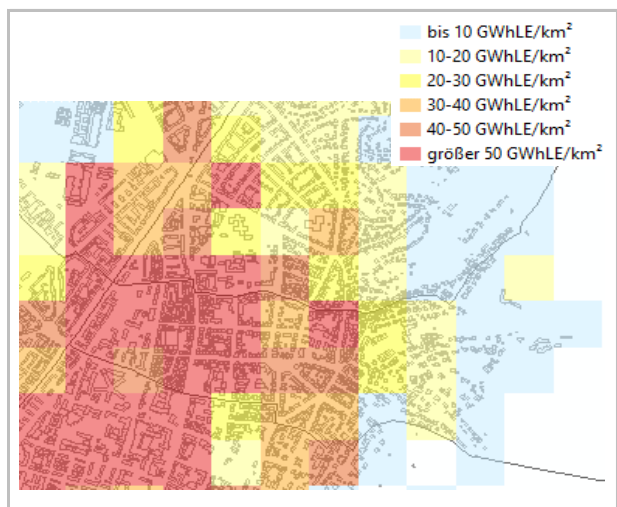 bis 10 GWhLE/km²
10-20 GWhLE/km²
20-30 GWhLE/km²
30-40 GWhLE/km²
40-50 GWhLE/km²
größer 50 GWhLE/km²